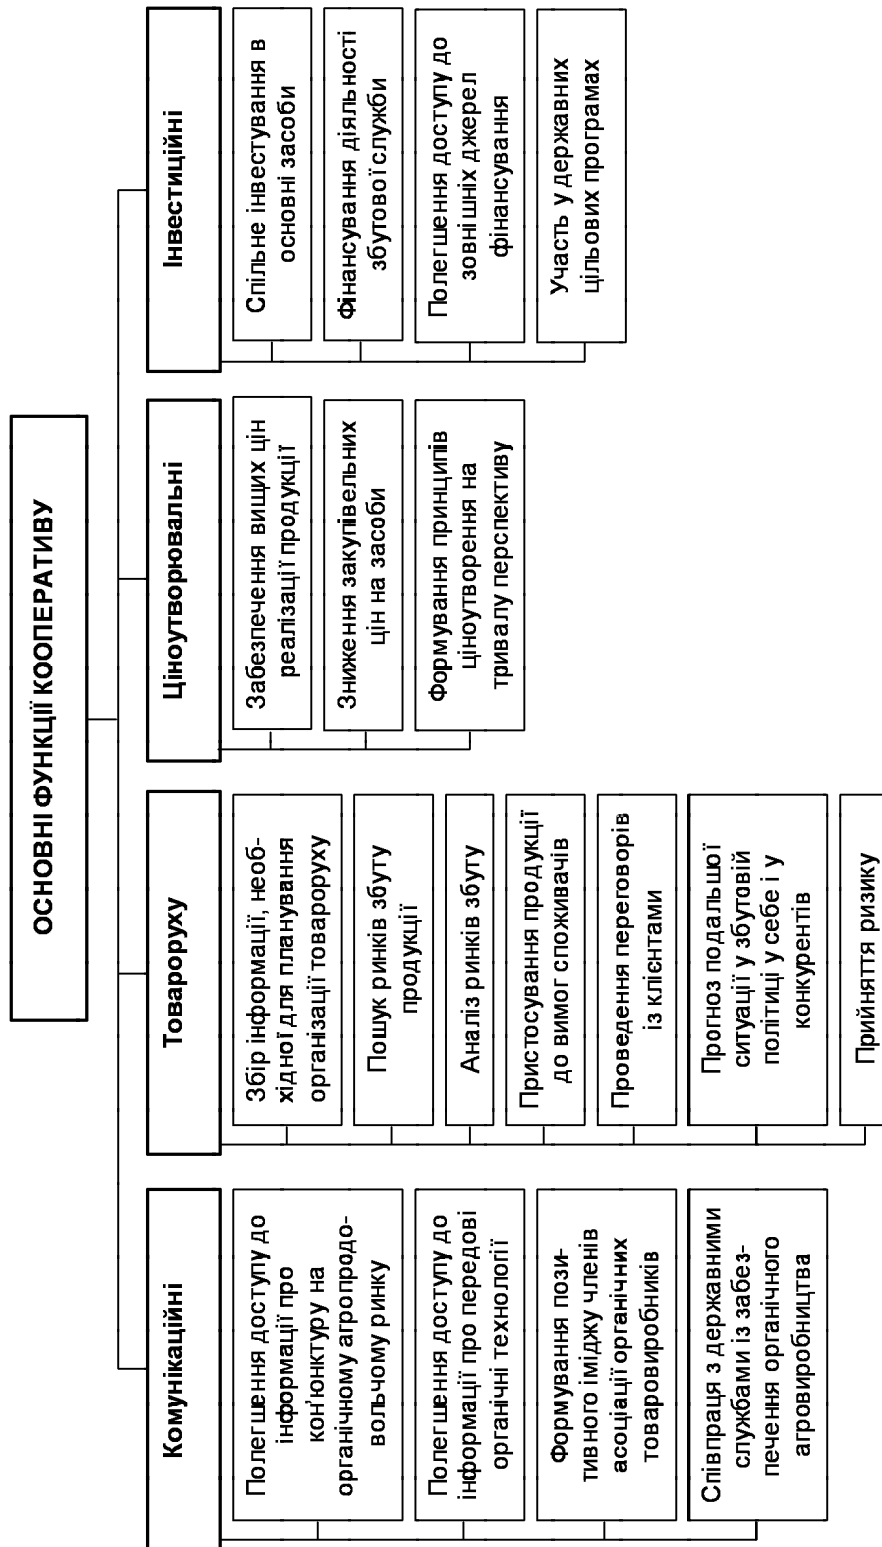 ОСНОВНІ ФУНКЦІЇ КООПЕРАТИВУ
Комунікаційні
Полегшення доступу до
інформації про
кон'юнктуру на
органічному агропродо-
вольчому ринку
Полегшення доступу до
інформації про передові
органічні технології
Формування пози-
тивного іміджу членів
асоціації органічних
товаровиробників
Співпраця з державними
службами із забез-
печення органічного
агровиробництва
Товароруху
Збір інформації, необ-
хідної для планування
організації товароруху
Пошук ринків збуту
продукції
Аналіз ринків збуту
Пристосування продукції
до вимог споживачів
Проведення переговорів
із клієнтами
Прогноз подальшої
ситуації у збутовій
політиці у себе і у
конкурентів
Прийняття ризику
Ціноутворювальні
Забезпечення вищих цін
реалізації продукції
Зниження закупівельних
цін на засоби
Формування принципів
ціноутворення на
тривалу перспективу
Інвестиційні
Спільне інвестування в
основні засоби
Фінансування діяльності
збутової служби
Полегшення доступу до
зовнішніх джерел
фінансування
Участь у державних
цільових програмах